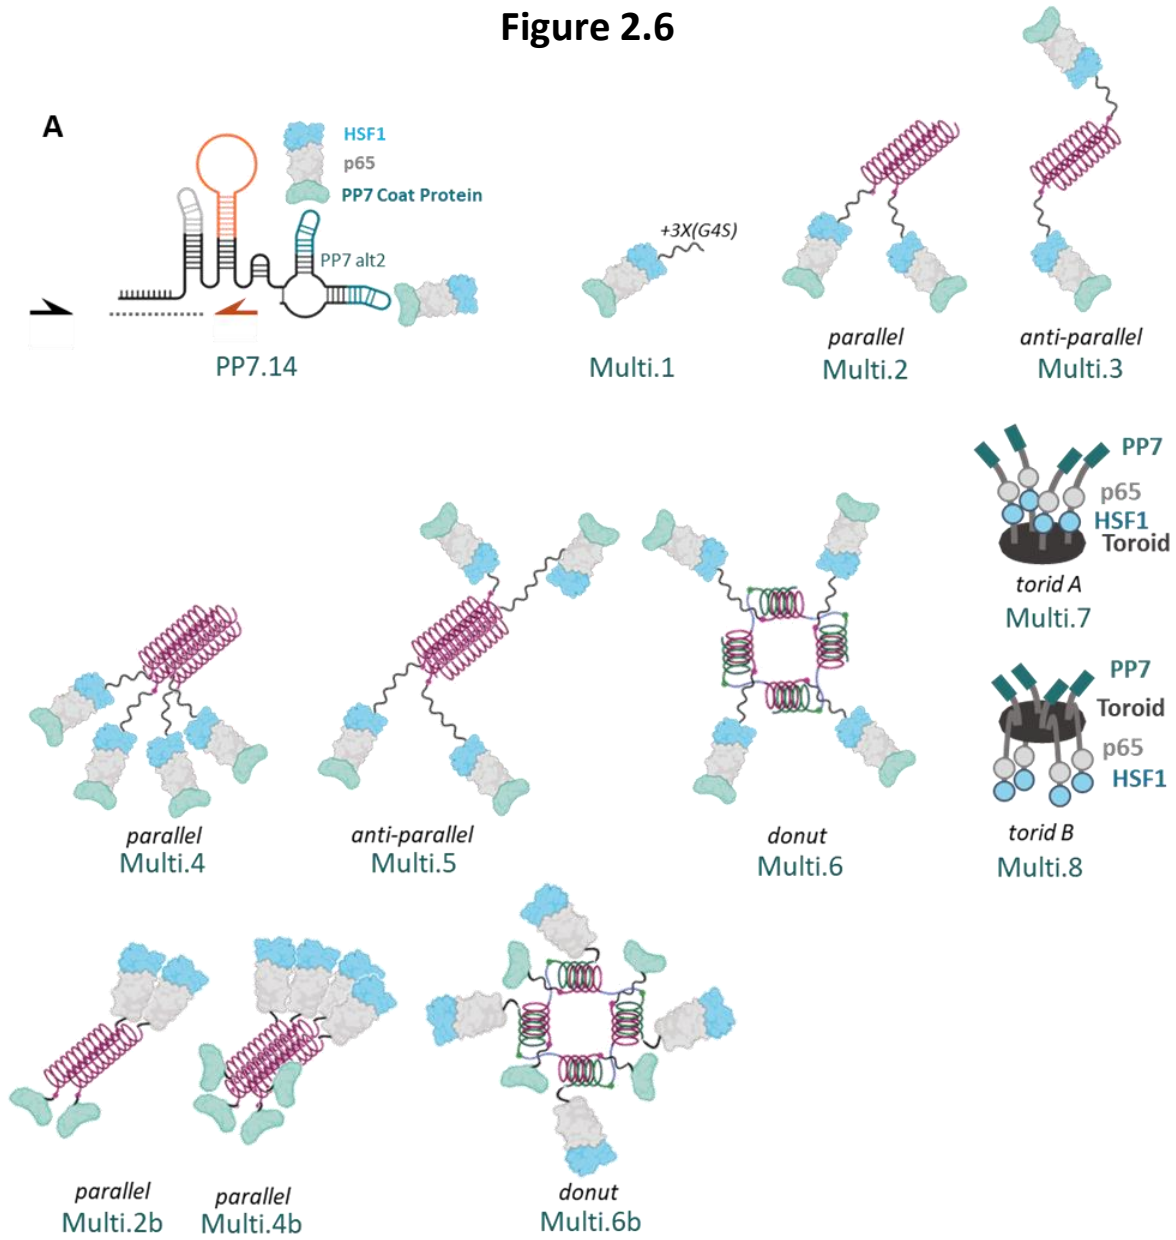 Figure 2.6
A
HSF1
p65
PP7 Coat Protein
PP7 alt2
PP7.14
+3X(G4S)
Multi.1
parallel
Multi.2
anti-parallel
Multi.3
parallel
Multi.4
anti-parallel
Multi.5
donut
Multi.6
PP7
p65
HSF1
Toroid
torid A
Multi.7
PP7
Toroid
p65
HSF1
torid B
Multi.8
parallel
Multi.2b
parallel
Multi.4b
donut
Multi.6b